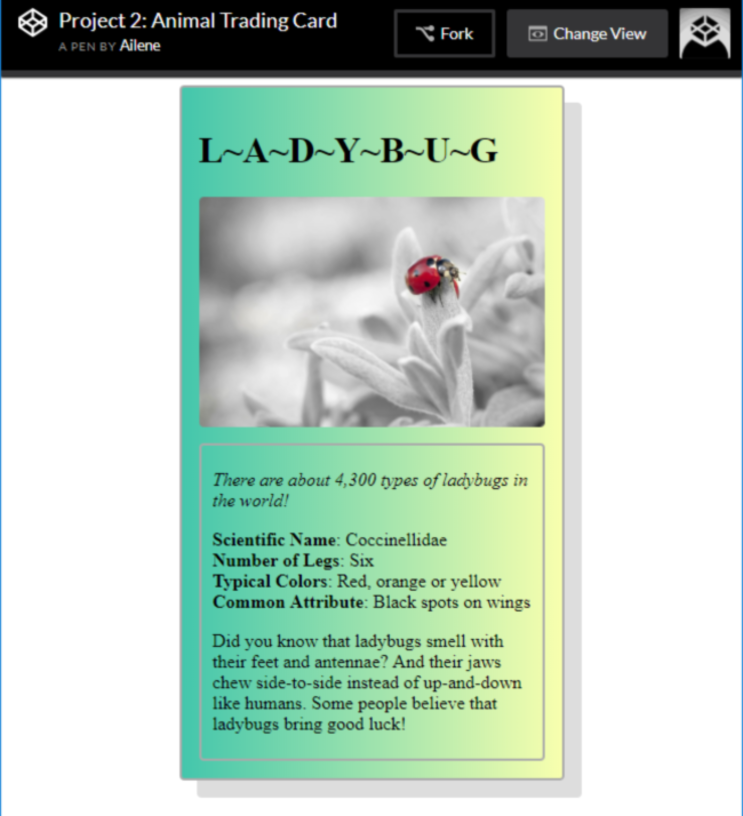 Project 2: Animal Trading Card
A PEN BY Ailene
Fork
Change View
L~A~D~Y~B~U~G
There are about 4,300 types of ladybugs in
the world!
Scientific Name: Coccinellidae
Number of Legs: Six
Typical Colors: Red, orange or yellow
Common Attribute: Black spots on wings
Did you know that ladybugs smell with
their feet and antennae? And their jaws
chew side-to-side instead of up-and-down
like humans. Some people believe that
ladybugs bring good luck!